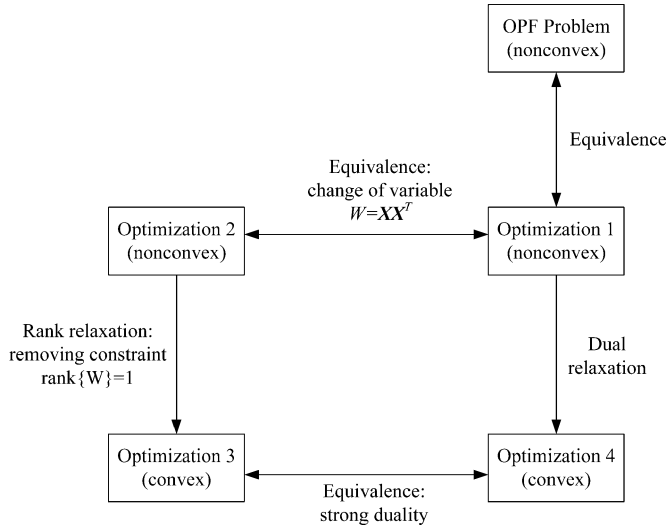 OPF Problem
(nonconvex)
Equivalence
Equivalence:
change of variable
W=XX^T
Optimization 2
(nonconvex)
Optimization 1
(nonconvex)
Rank relaxation:
removing constraint
rank{W}=1
Dual
relaxation
Optimization 3
(convex)
Optimization 4
(convex)
Equivalence:
strong duality